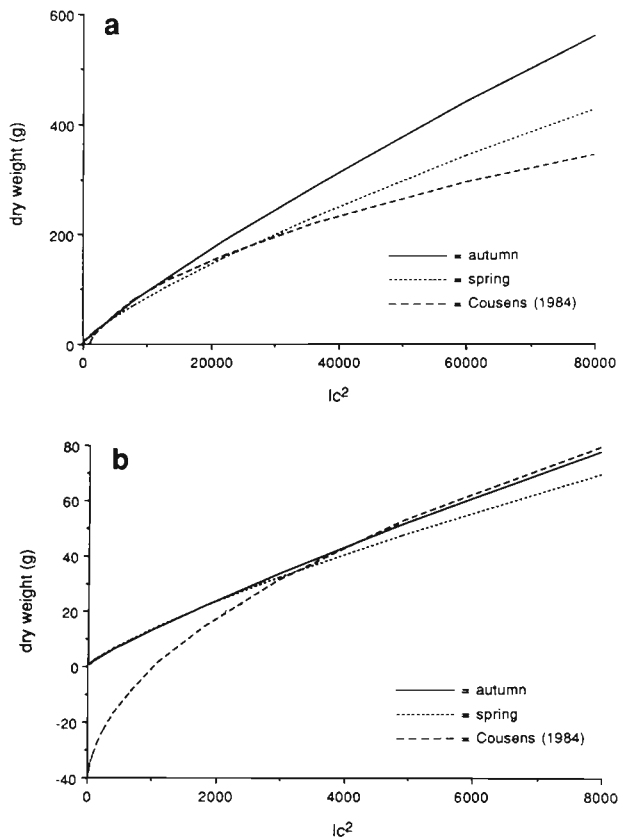 a
600
400
200
0
dry weight (g)
= autumn
= spring
= Cousens (1984)
0 20000 40000 60000 80000
lc²
b
80
60
40
20
0
-20
-40
dry weight (g)
= autumn
= spring
= Cousens (1984)
0 2000 4000 6000 8000
lc²